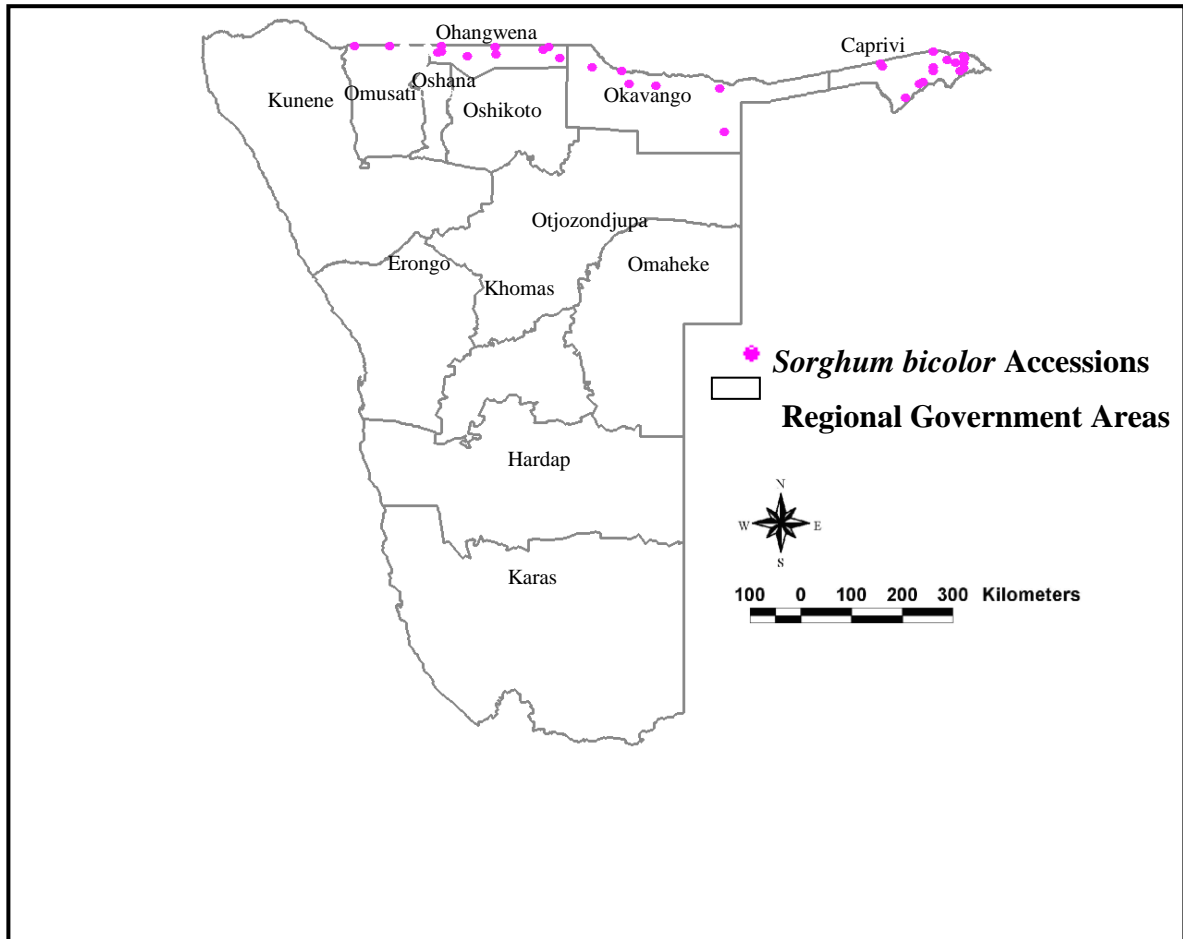 Ohangwena
Caprivi
Oshana
Kunene
Omusati
Okavango
Oshikoto
Otjozondjupa
Erongo
Omaheke
Khomas
Sorghum bicolor Accessions
Regional Government Areas
Hardap
N
W E
S
Karas
100 0 100 200 300 Kilometers